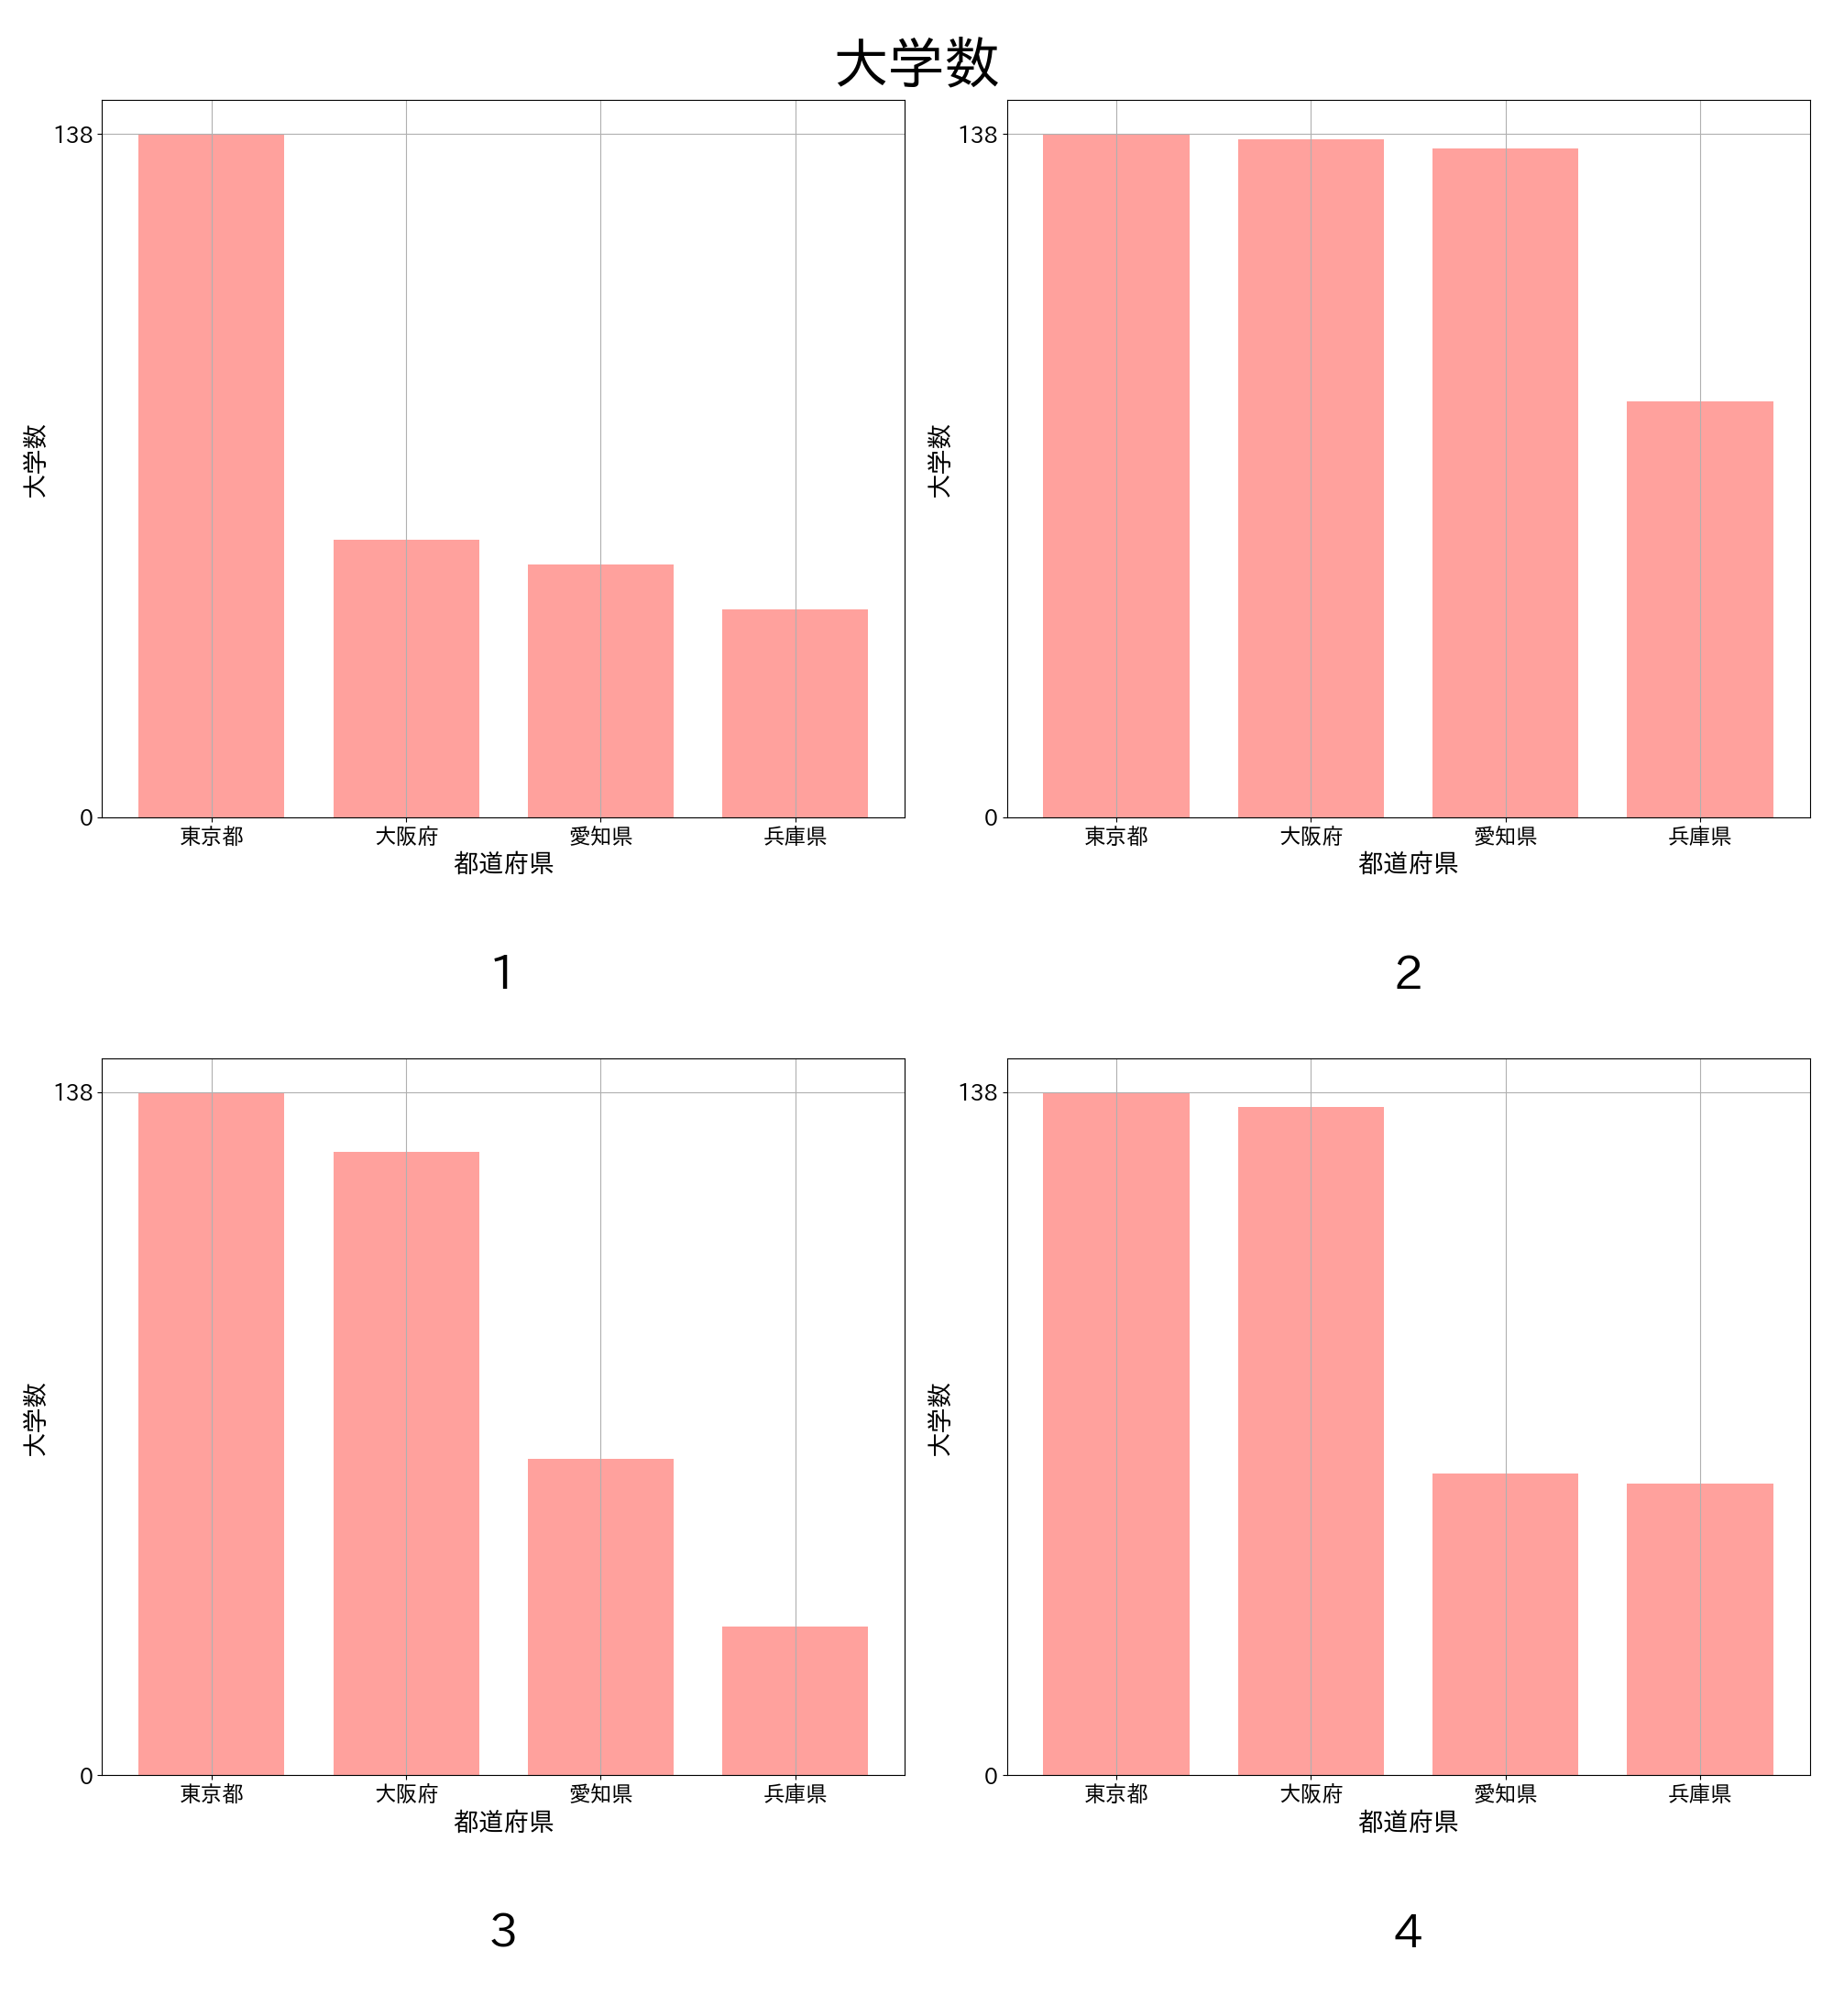 大学数
138
0
大学数
東京都 大阪府 愛知県 兵庫県
都道府県
1
138
0
大学数
東京都 大阪府 愛知県 兵庫県
都道府県
2
138
0
大学数
東京都 大阪府 愛知県 兵庫県
都道府県
3
138
0
大学数
東京都 大阪府 愛知県 兵庫県
都道府県
4